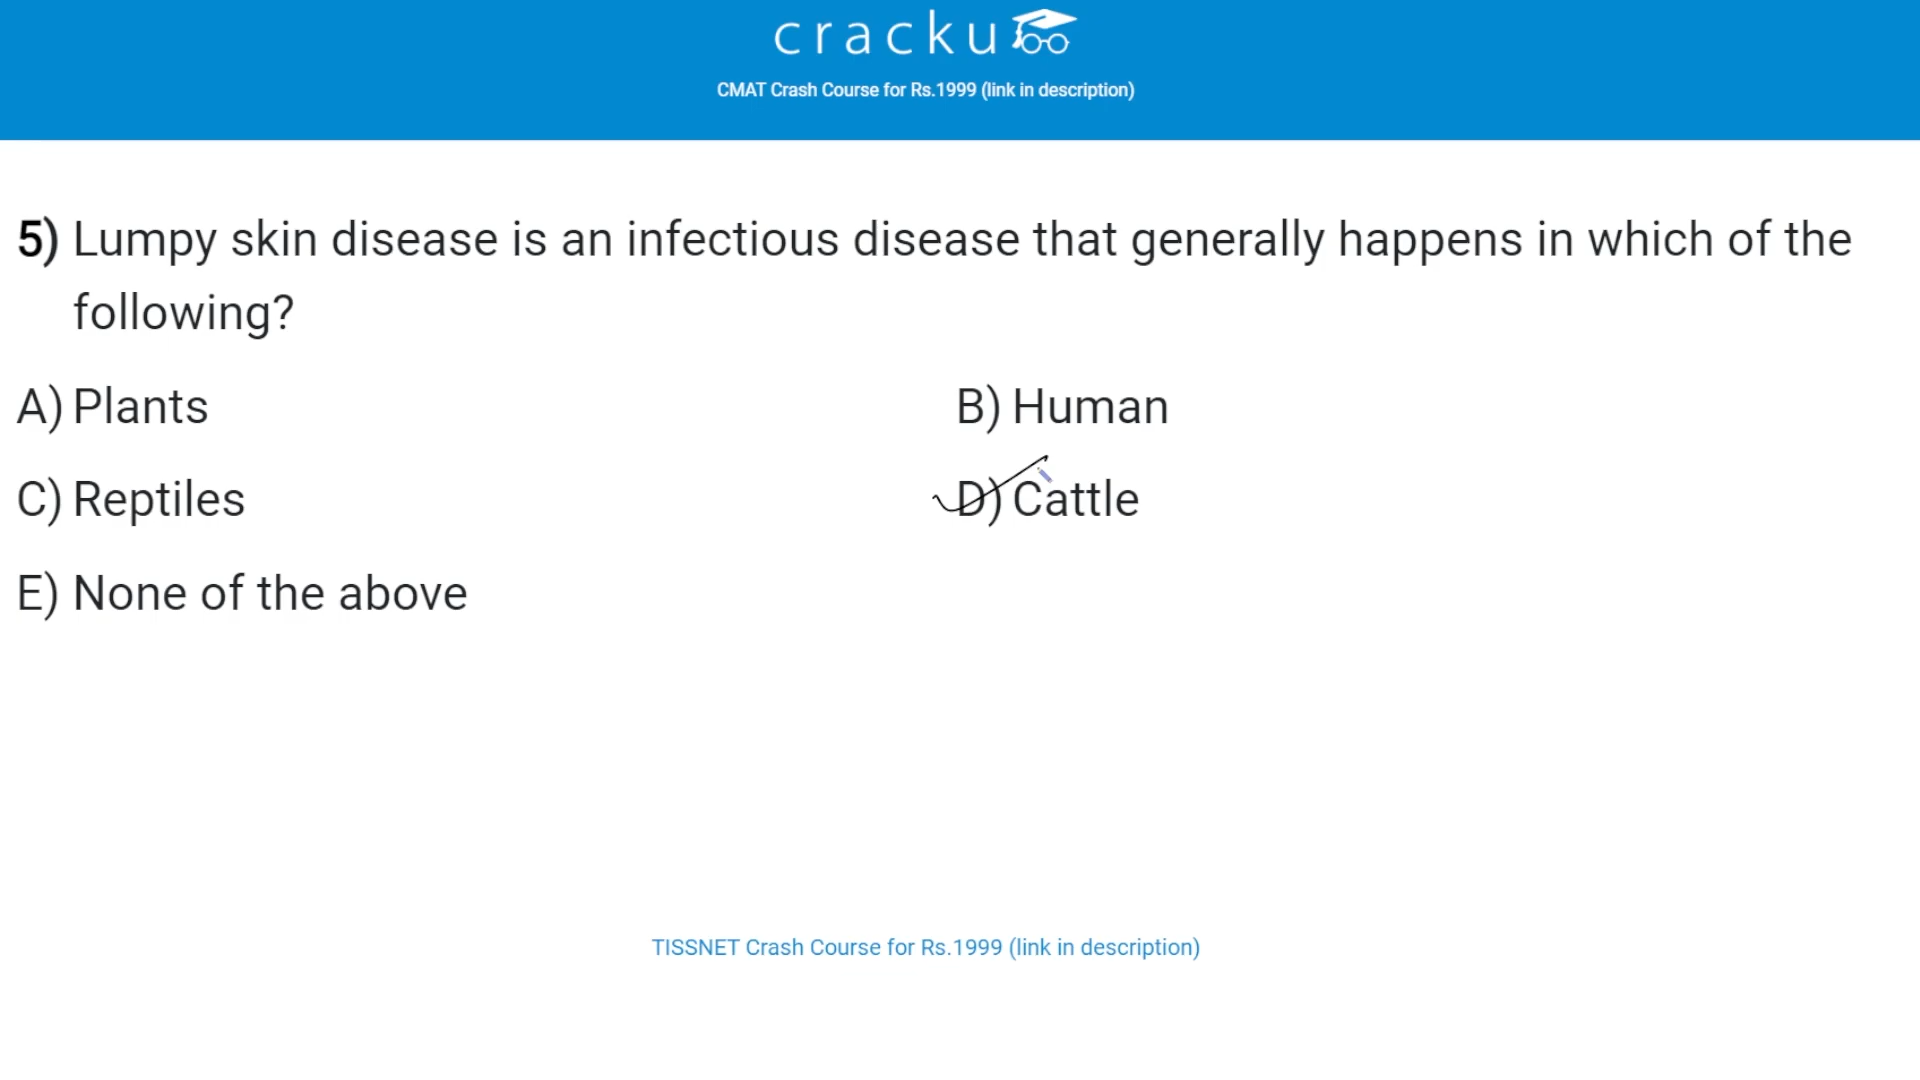 cracku
CMAT Crash Course for Rs.1999 (link in description)
5) Lumpy skin disease is an infectious disease that generally happens in which of the
following?
A) Plants
B) Human
C) Reptiles
D) Cattle
E) None of the above
TISSNET Crash Course for Rs.1999 (link in description)